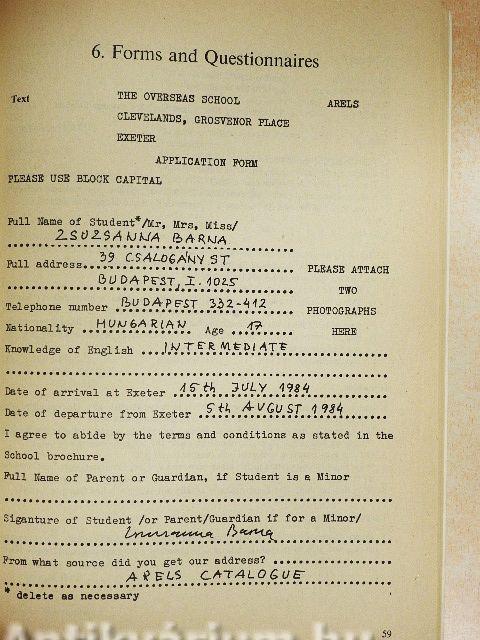 6. Forms and Questionnaires
Text
THE OVERSEAS SCHOOL ARELS
CLEVELANDS, GROSVENOR PLACE
EXETER
APPLICATION FORM
PLEASE USE BLOCK CAPITAL
Full Name of Student*/Mr, Mrs, Miss/
ZSUZSANNA BARNA
Full address 39 CSALOGÁNY ST
PLEASE ATTACH
BUDAPEST, I. 1025
TWO
Telephone number BUDAPEST 332-412
PHOTOGRAPHS
Nationality HUNGARIAN Age 17
HERE
Knowledge of English INTERMEDIATE
Date of arrival at Exeter 15th JULY 1984
Date of departure from Exeter 5th AUGUST 1984
I agree to abide by the terms and conditions as stated in the
School brochure.
Full Name of Parent or Guardian, if Student is a Minor
Siganture of Student /or Parent/Guardian if for a Minor/
Zsuzsanna Barna
From what source did you get our address?
ARELS CATALOGUE
* delete as necessary
59
Antikvárium.hu